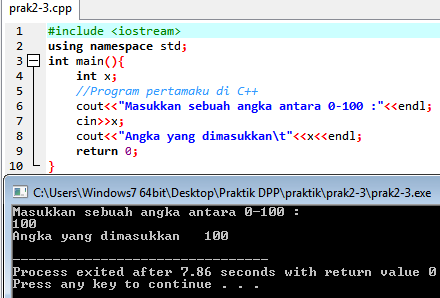 prak2-3.cpp
1 #include <iostream>
2 using namespace std;
3 int main(){
4 int x;
5 //Program pertamaku di C++
6 cout<<"Masukkan sebuah angka antara 0-100 :"<<endl;
7 cin>>x;
8 cout<<"Angka yang dimasukkan\t"<<x<<endl;
9 return 0;
10 }
C:\Users\Windows7 64bit\Desktop\Praktik DPP\praktik\prak2-3\prak2-3.exe
Masukkan sebuah angka antara 0-100 :
100
Angka yang dimasukkan 100
--------------------------------
Process exited after 7.86 seconds with return value 0
Press any key to continue . . .